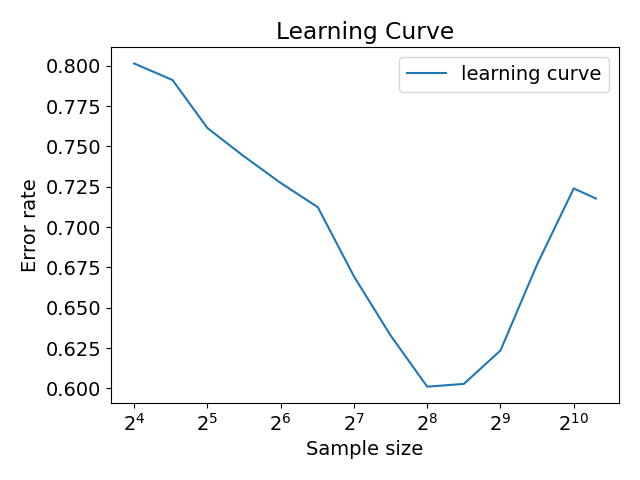 Learning Curve
learning curve
Error rate
0.800
0.775
0.750
0.725
0.700
0.675
0.650
0.625
0.600
2⁴ 2⁵ 2⁶ 2⁷ 2⁸ 2⁹ 2¹⁰
Sample size